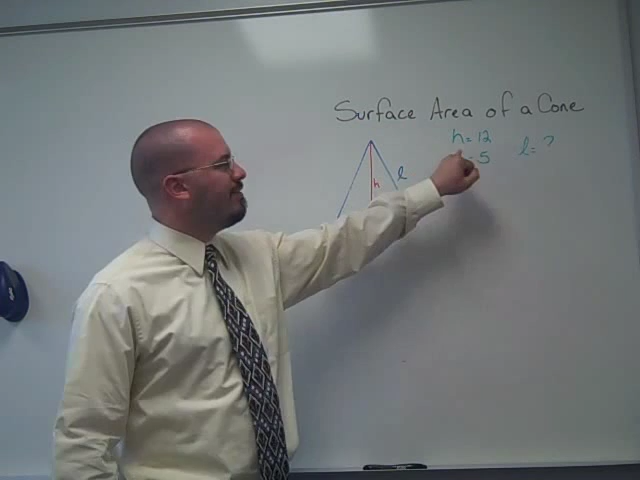 Surface Area of a Cone
h = 12
= 5
l = ?
l
h